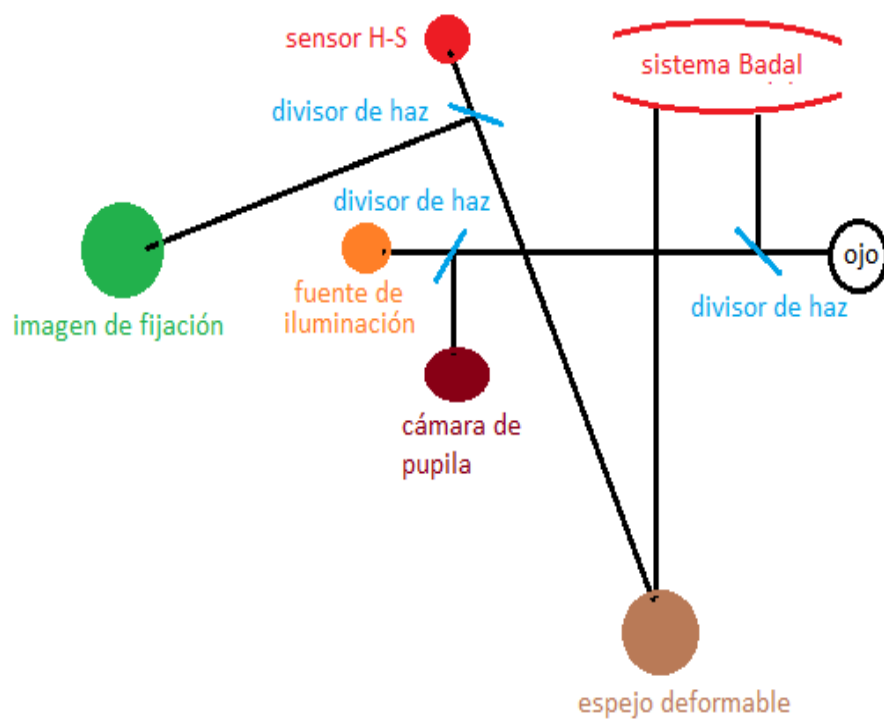 sensor H-S
sistema Badal
divisor de haz
divisor de haz
ojo
imagen de fijación
fuente de
iluminación
divisor de haz
cámara de
pupila
espejo deformable